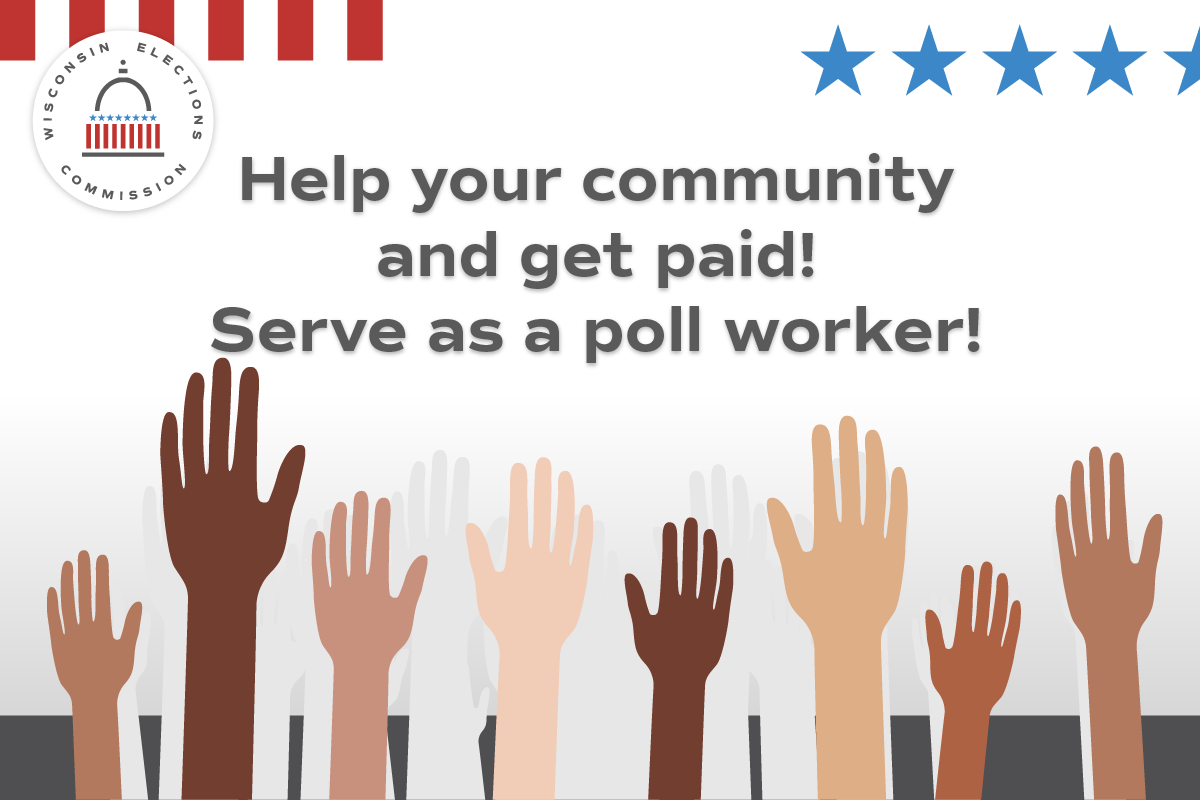 WISCONSIN ELECTIONS
COMMISSION
Help your community
and get paid!
Serve as a poll worker!